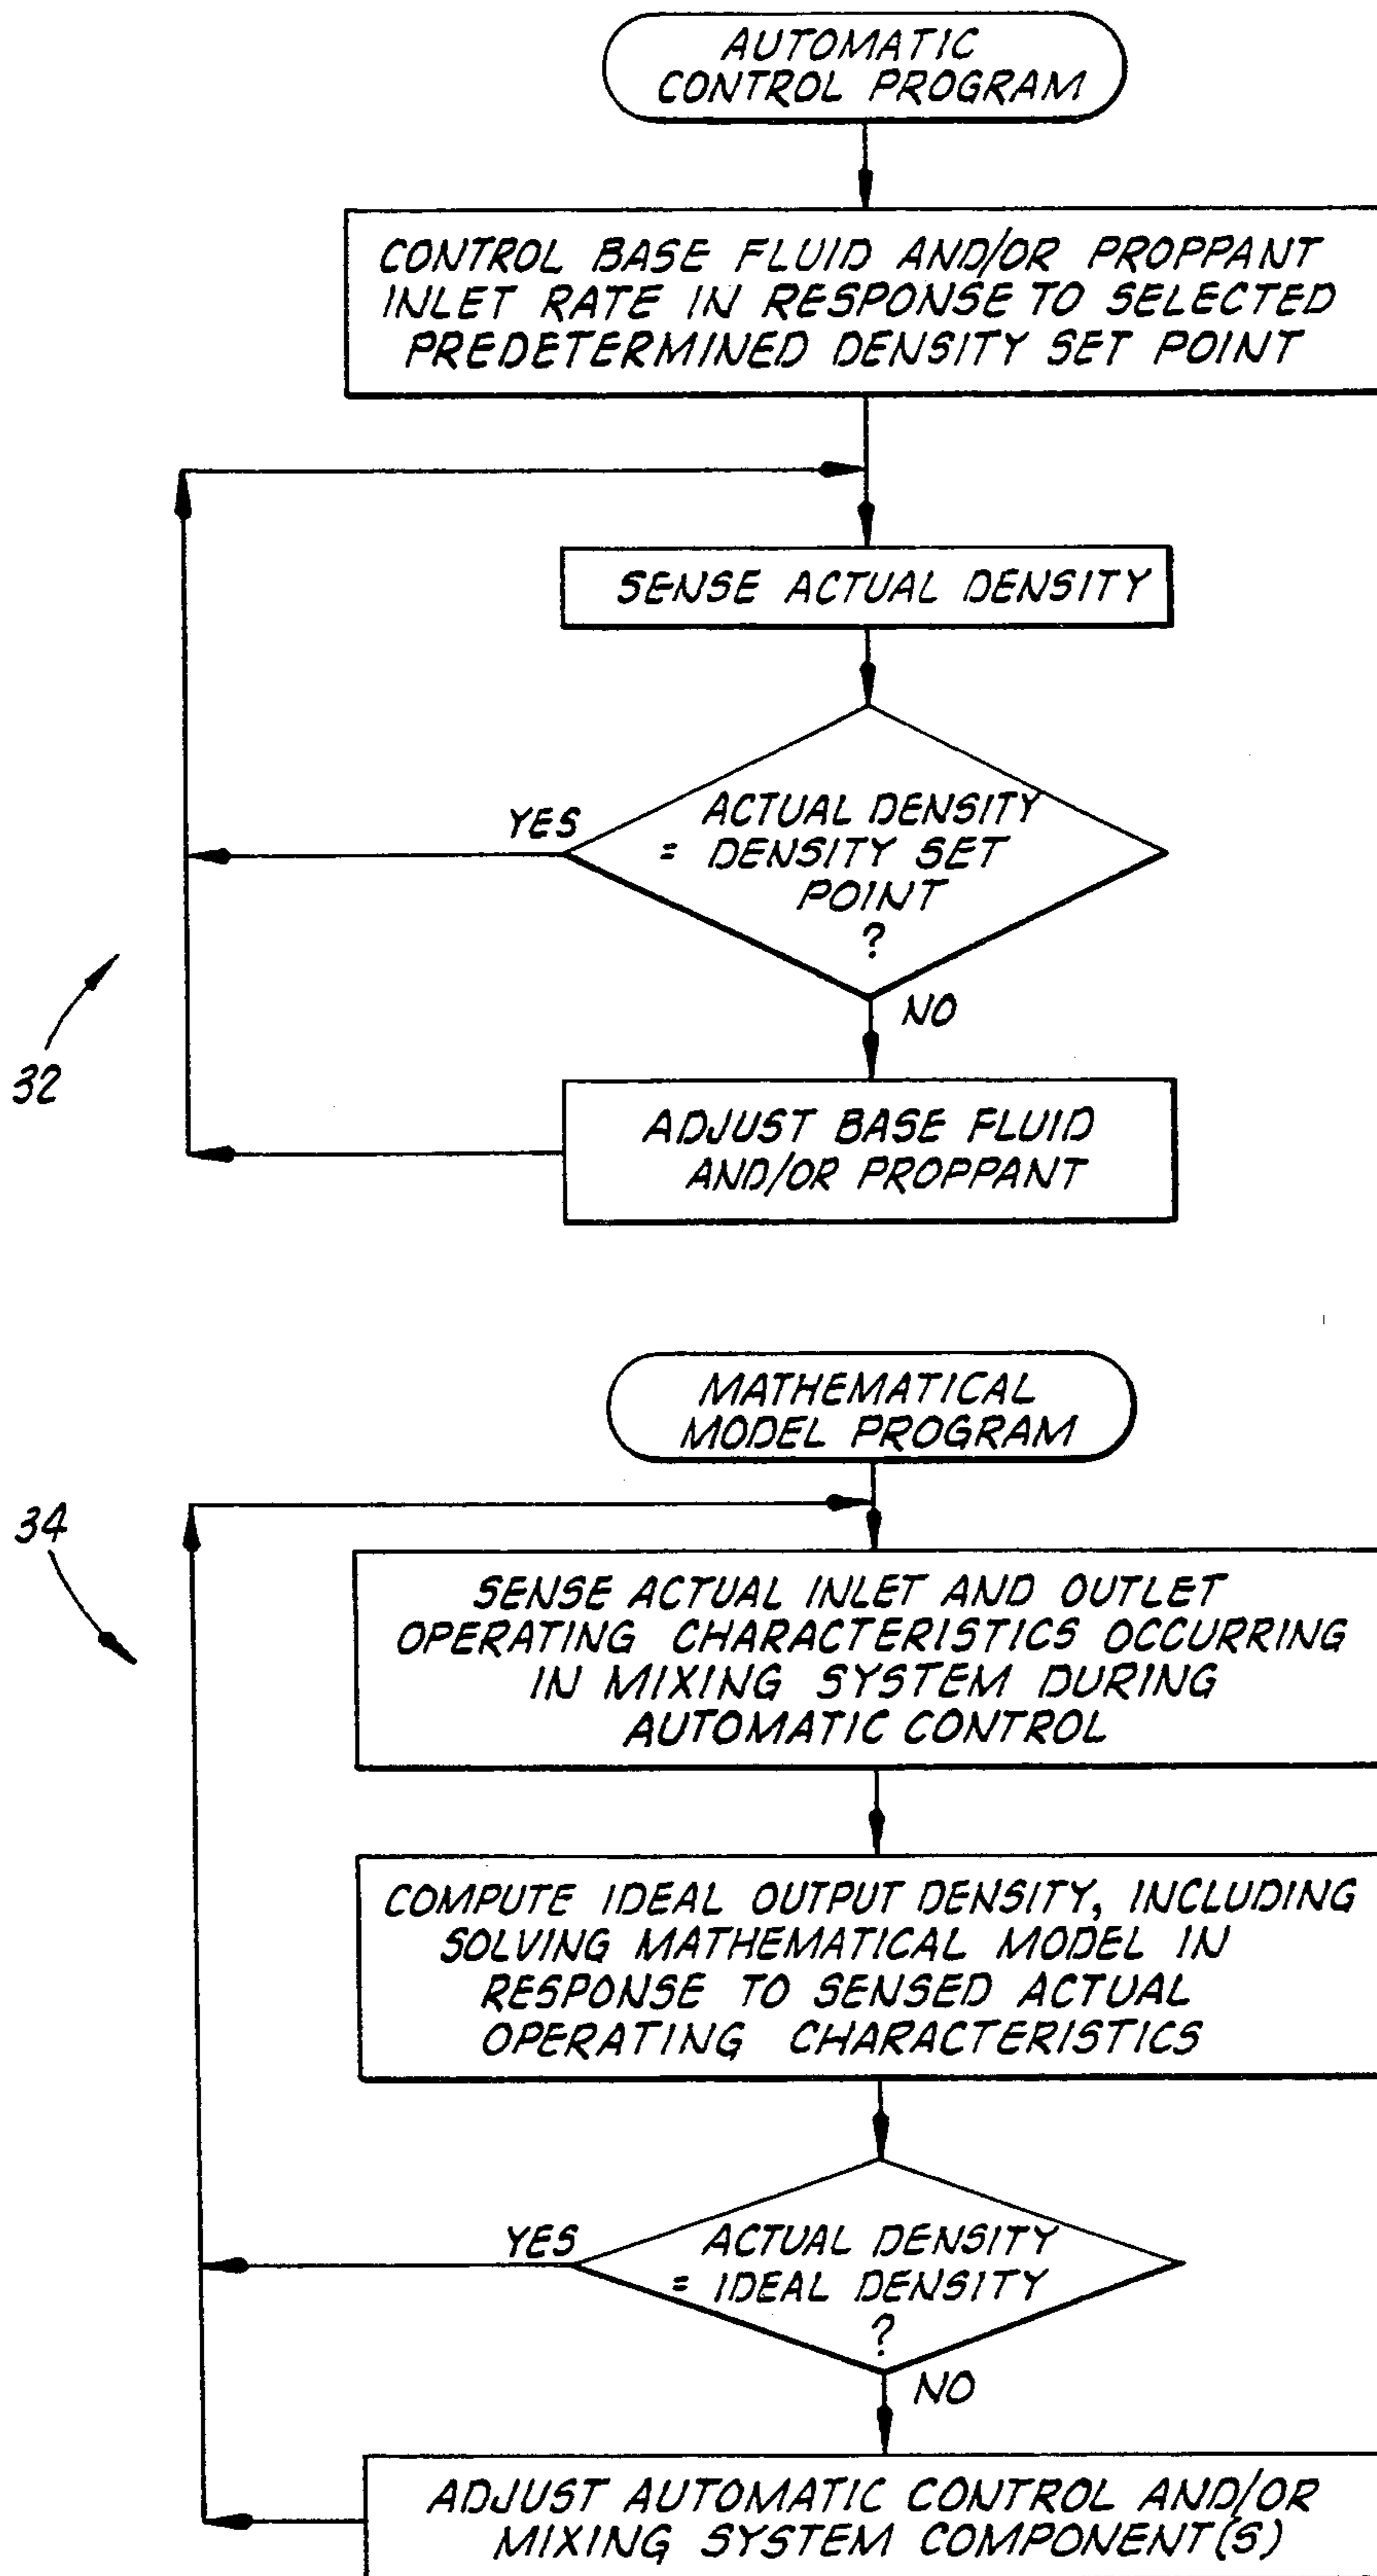 AUTOMATIC
CONTROL PROGRAM
CONTROL BASE FLUID AND/OR PROPPANT
INLET RATE IN RESPONSE TO SELECTED
PREDETERMINED DENSITY SET POINT
SENSE ACTUAL DENSITY
YES
ACTUAL DENSITY
= DENSITY SET
POINT
?
NO
32
ADJUST BASE FLUID
AND/OR PROPPANT
MATHEMATICAL
MODEL PROGRAM
34
SENSE ACTUAL INLET AND OUTLET
OPERATING CHARACTERISTICS OCCURRING
IN MIXING SYSTEM DURING
AUTOMATIC CONTROL
COMPUTE IDEAL OUTPUT DENSITY, INCLUDING
SOLVING MATHEMATICAL MODEL IN
RESPONSE TO SENSED ACTUAL
OPERATING CHARACTERISTICS
YES
ACTUAL DENSITY
= IDEAL DENSITY
?
NO
ADJUST AUTOMATIC CONTROL AND/OR
MIXING SYSTEM COMPONENT(S)